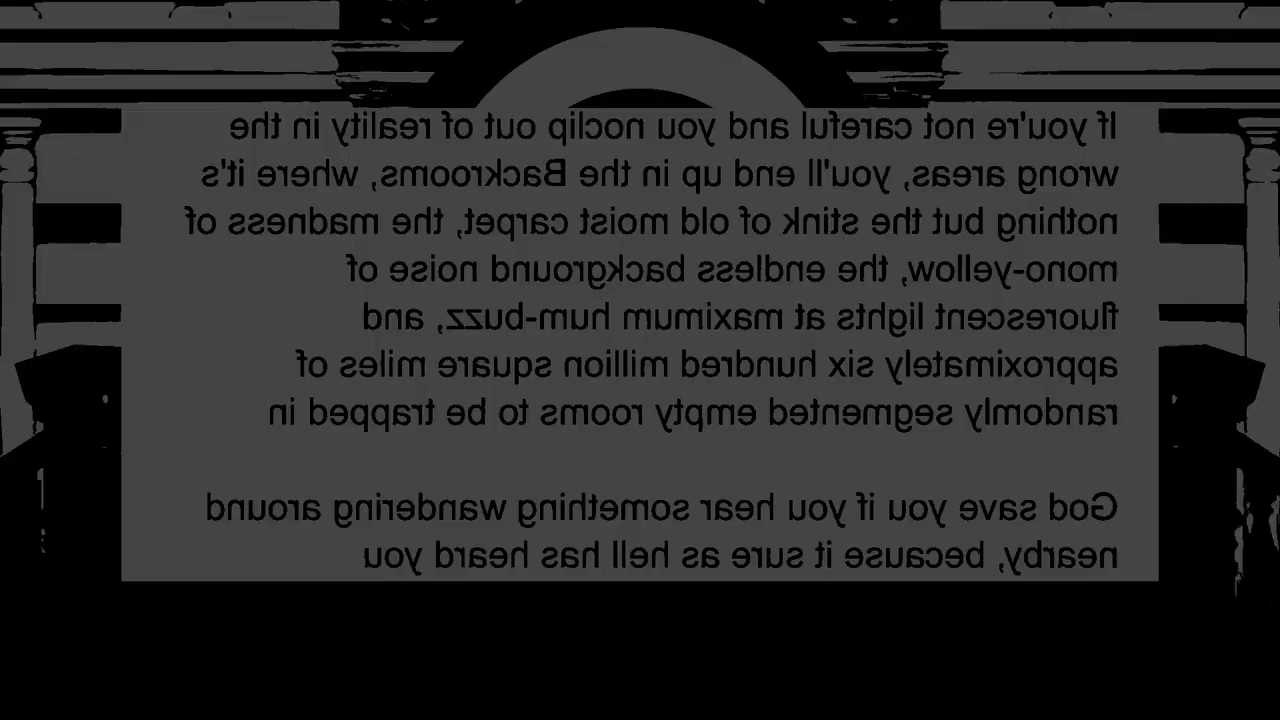 If you're not careful and you noclip out of reality in the
wrong areas, you'll end up in the Backrooms, where it's
nothing but the stink of old moist carpet, the madness of
mono-yellow, the endless background noise of
fluorescent lights at maximum hum-buzz, and
approximately six hundred million square miles of
randomly segmented empty rooms to be trapped in
God save you if you hear something wandering around
nearby, because it sure as hell has heard you